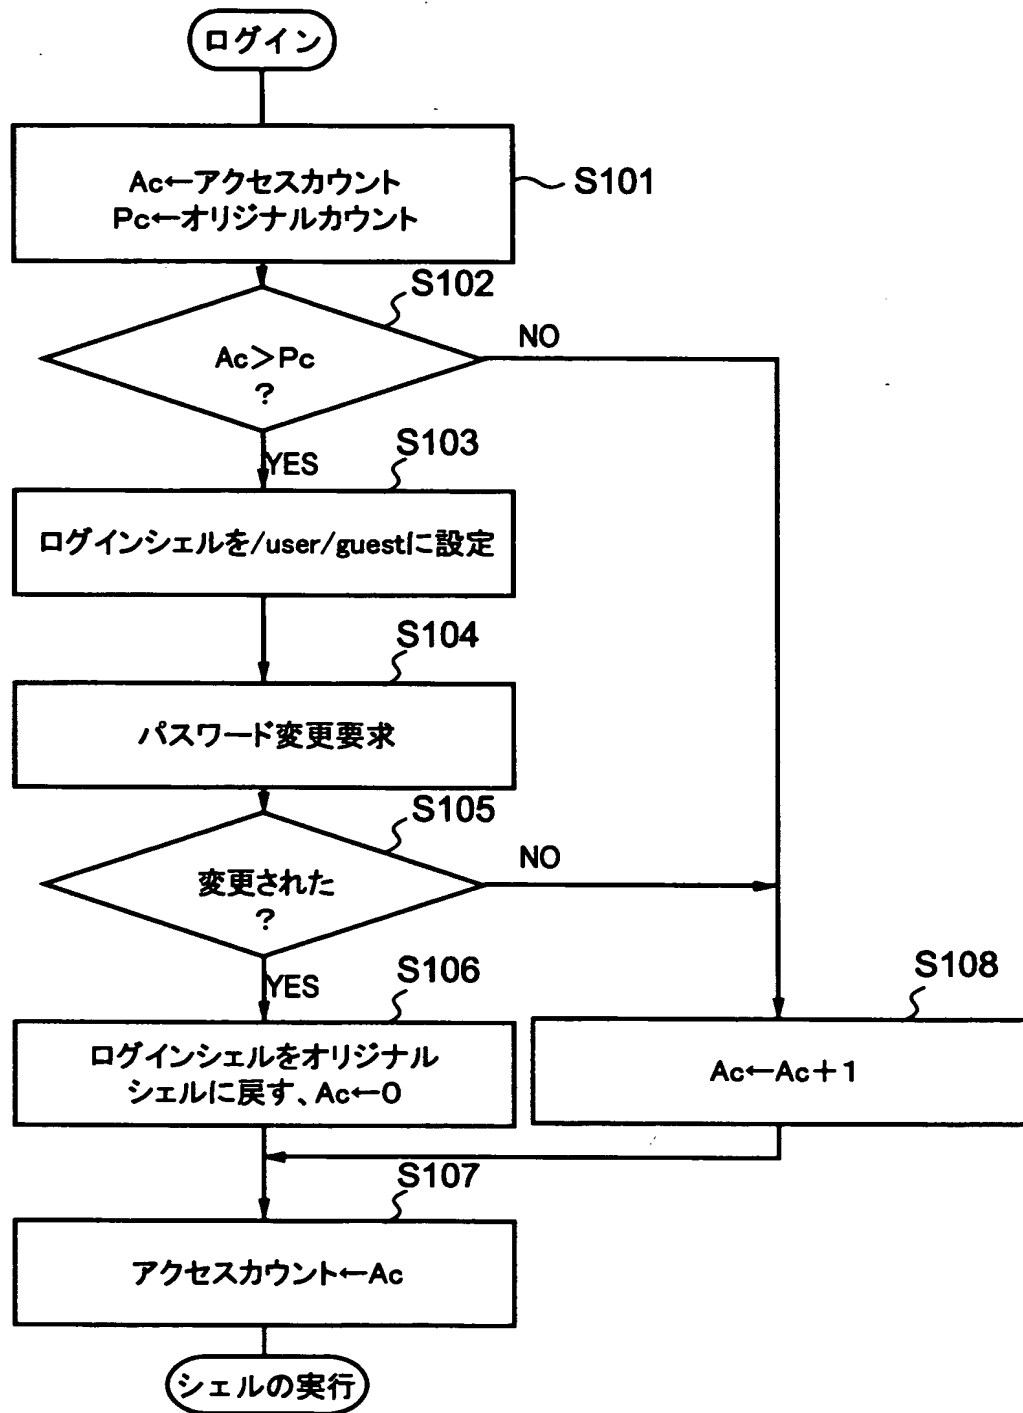 ログイン
Ac←アクセスカウント
Pc←オリジナルカウント
S101
S102
Ac>Pc
?
NO
YES
S103
ログインシェルを/user/guestに設定
S104
パスワード変更要求
S105
変更された
?
NO
YES
S106
ログインシェルをオリジナル
シェルに戻す、Ac←0
S108
Ac←Ac+1
S107
アクセスカウント←Ac
シェルの実行